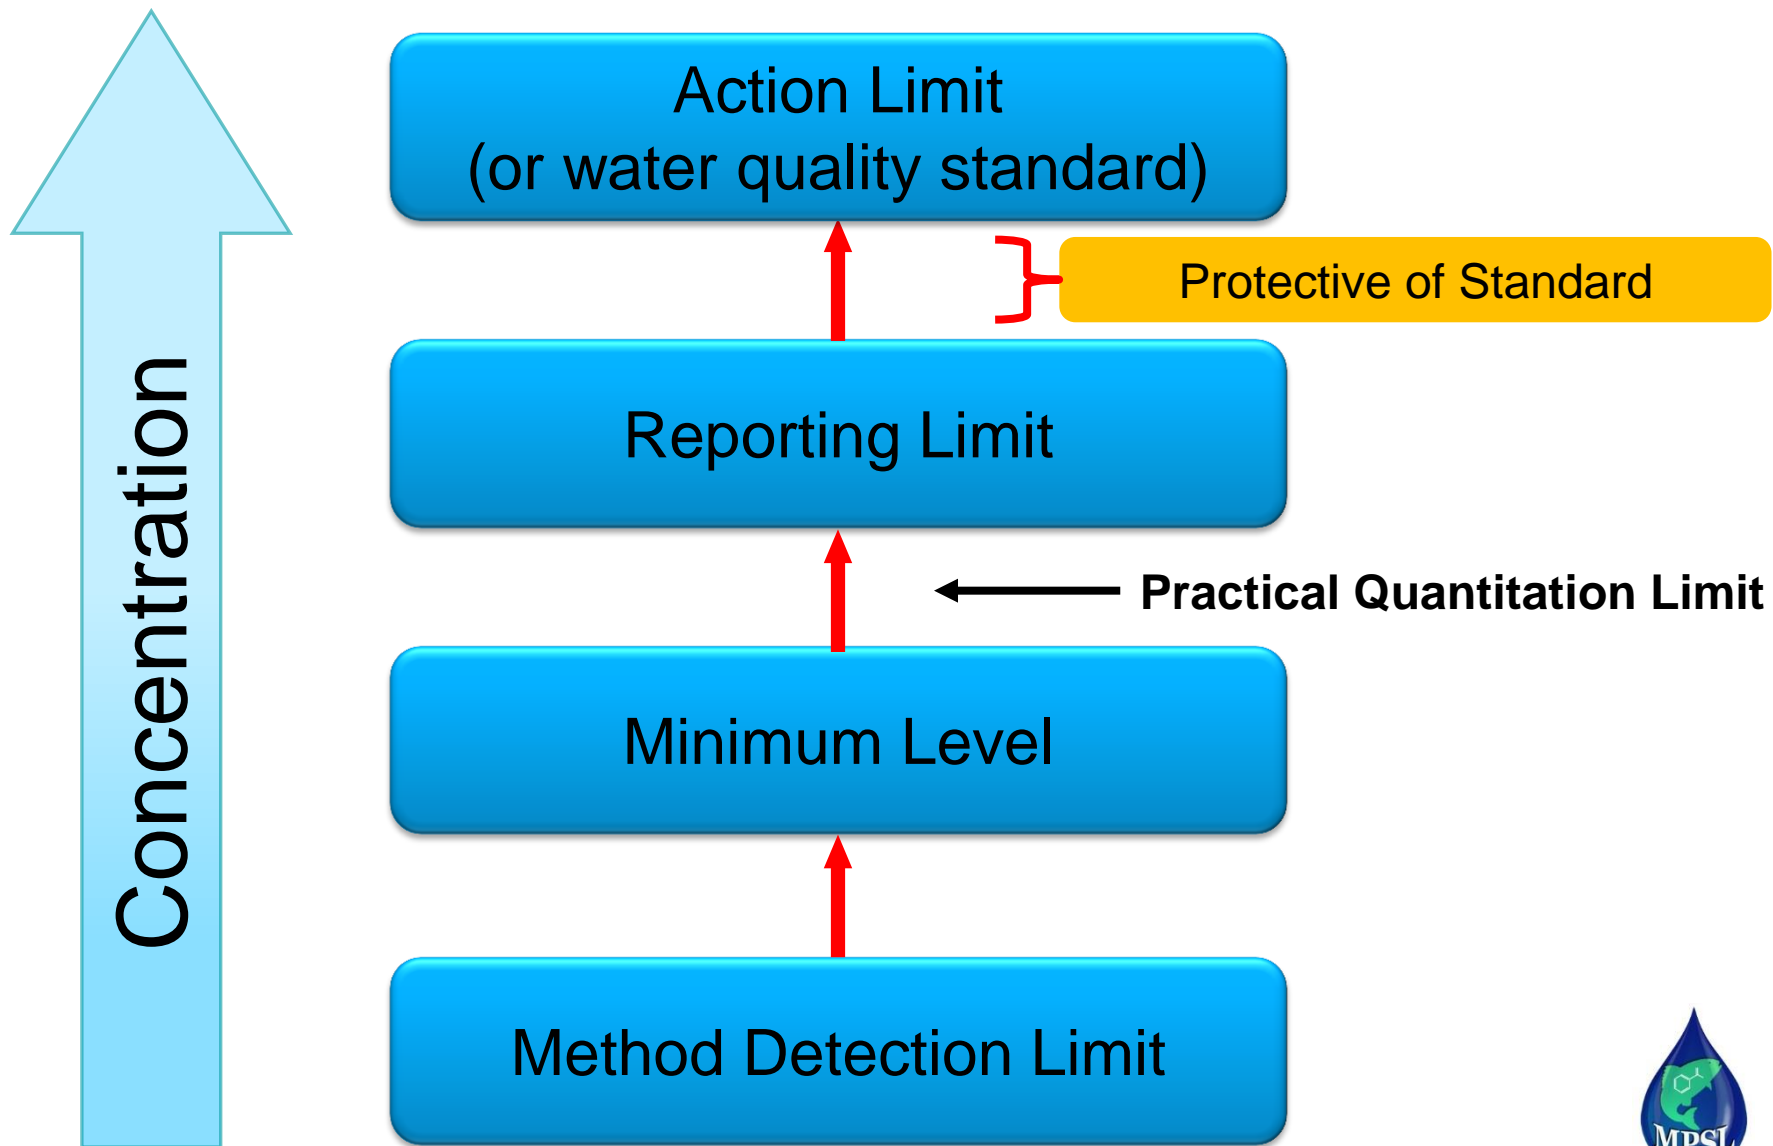 Action Limit
(or water quality standard)
Protective of Standard
Reporting Limit
Practical Quantitation Limit
Minimum Level
Method Detection Limit
Concentration
MPSL